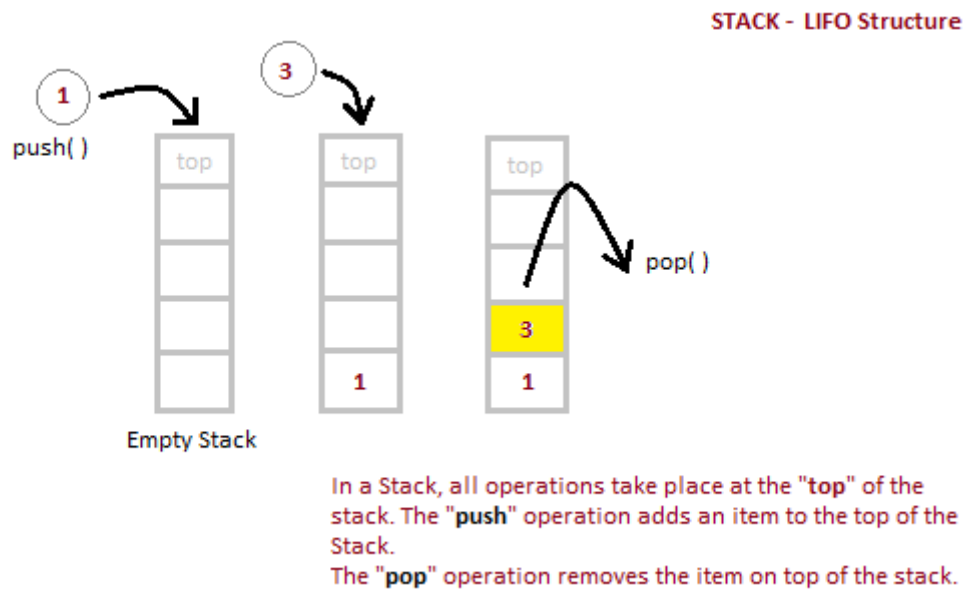 STACK - LIFO Structure
1
3
push( )
top
top
top
pop( )
3
1
1
Empty Stack
In a Stack, all operations take place at the "top" of the
stack. The "push" operation adds an item to the top of the
Stack.
The "pop" operation removes the item on top of the stack.